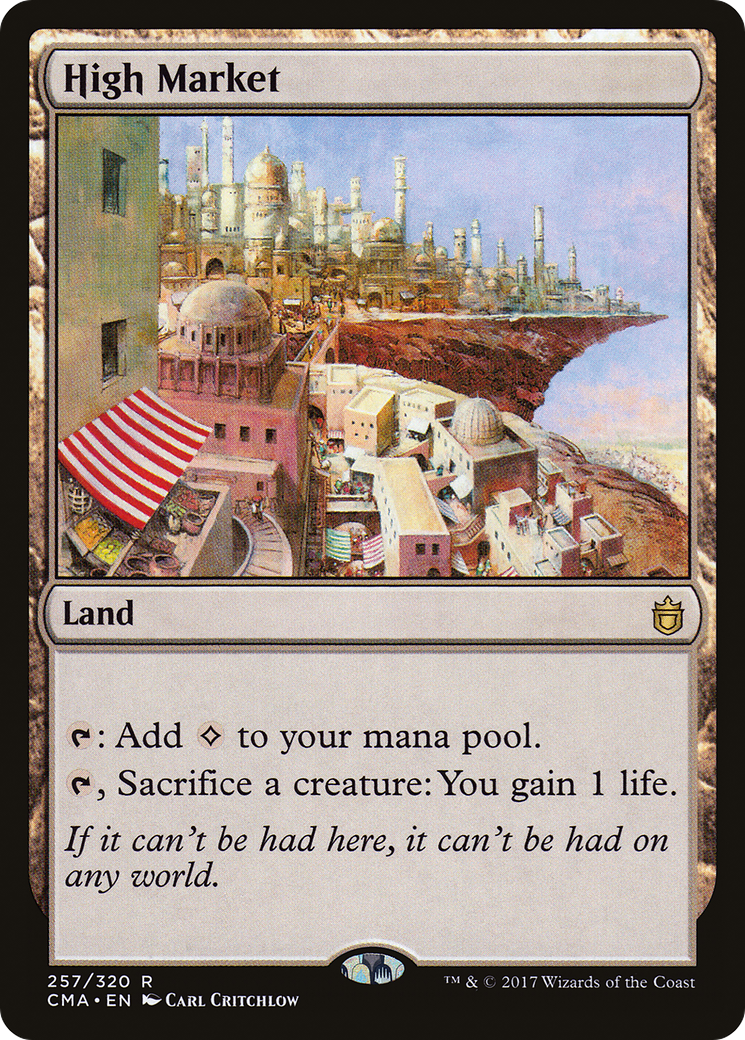 High Market
Land
: Add to your mana pool.
, Sacrifice a creature: You gain 1 life.
If it can't be had here, it can't be had on
any world.
257/320 R
™ & © 2017 Wizards of the Coast
CMA • EN Carl Critchlow